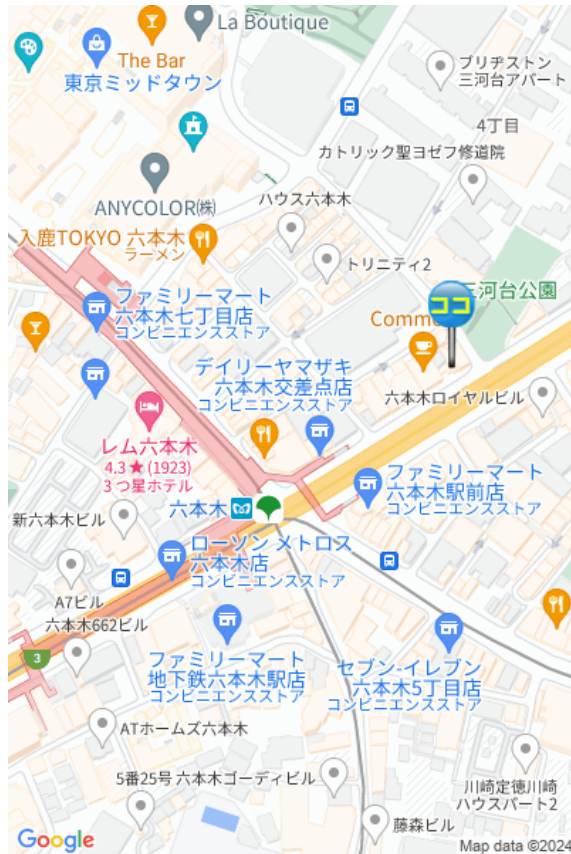 La Boutique
The Bar
東京ミッドタウン
ブリヂストン
三河台アパート
4丁目
カトリック聖ヨゼフ修道院
ANYCOLOR㈱
ハウス六本木
入鹿TOKYO 六本木
ラーメン
トリニティ2
三河台公園
ココ
ファミリーマート
六本木七丁目店
コンビニエンスストア
Comm
デイリーヤマザキ
六本木交差点店
コンビニエンスストア
六本木ロイヤルビル
レム六本木
4.3★(1923)
3つ星ホテル
ファミリーマート
六本木駅前店
コンビニエンスストア
六本木
新六本木ビル
ローソン メトロス
六本木店
コンビニエンスストア
A7ビル
六本木662ビル
3
ファミリーマート
地下鉄六本木駅店
コンビニエンスストア
セブン-イレブン
六本木5丁目店
コンビニエンスストア
ATホームズ六本木
5番25号 六本木ゴーディビル
川崎定徳川崎
ハウスパート2
藤森ビル
Google
Map data ©2024